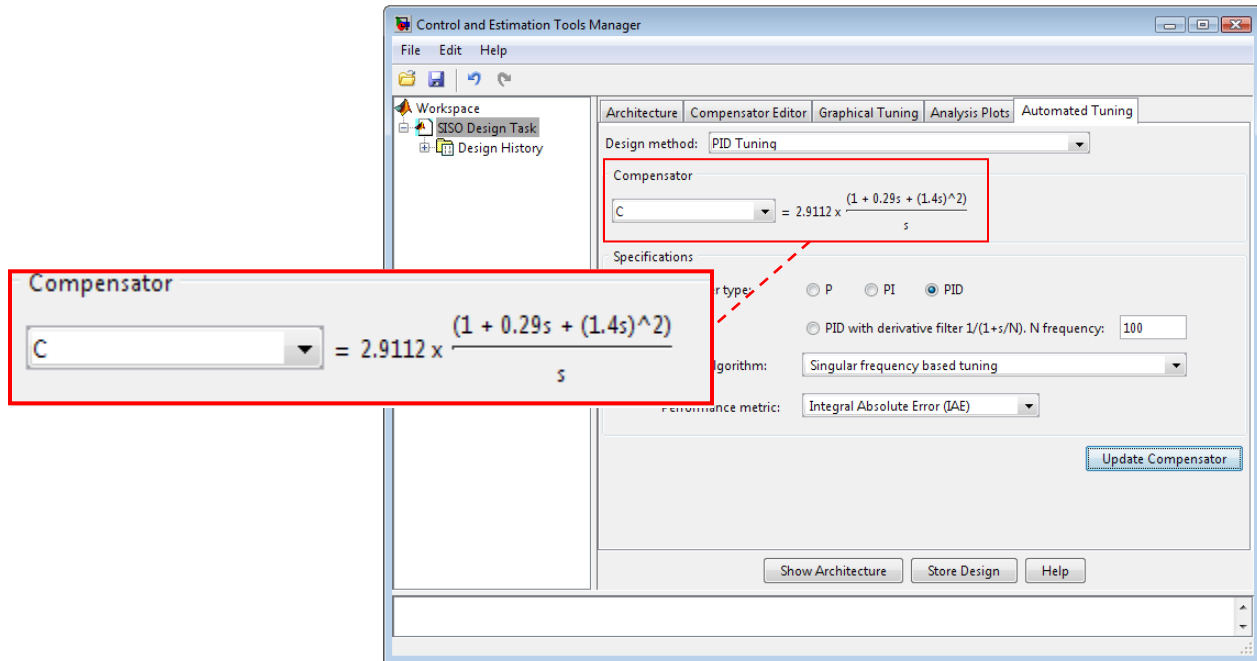 Control and Estimation Tools Manager
File Edit Help
Workspace
SISO Design Task
Design History
Architecture Compensator Editor Graphical Tuning Analysis Plots Automated Tuning
Design method: PID Tuning
Compensator
C = 2.9112 x (1 + 0.29s + (1.4s)^2)
s
Specifications
r type: P PI PID
PID with derivative filter 1/(1+s/N). N frequency: 100
lgorithm: Singular frequency based tuning
Performance metric: Integral Absolute Error (IAE)
Update Compensator
Show Architecture Store Design Help
Compensator
C = 2.9112 x (1 + 0.29s + (1.4s)^2)
s